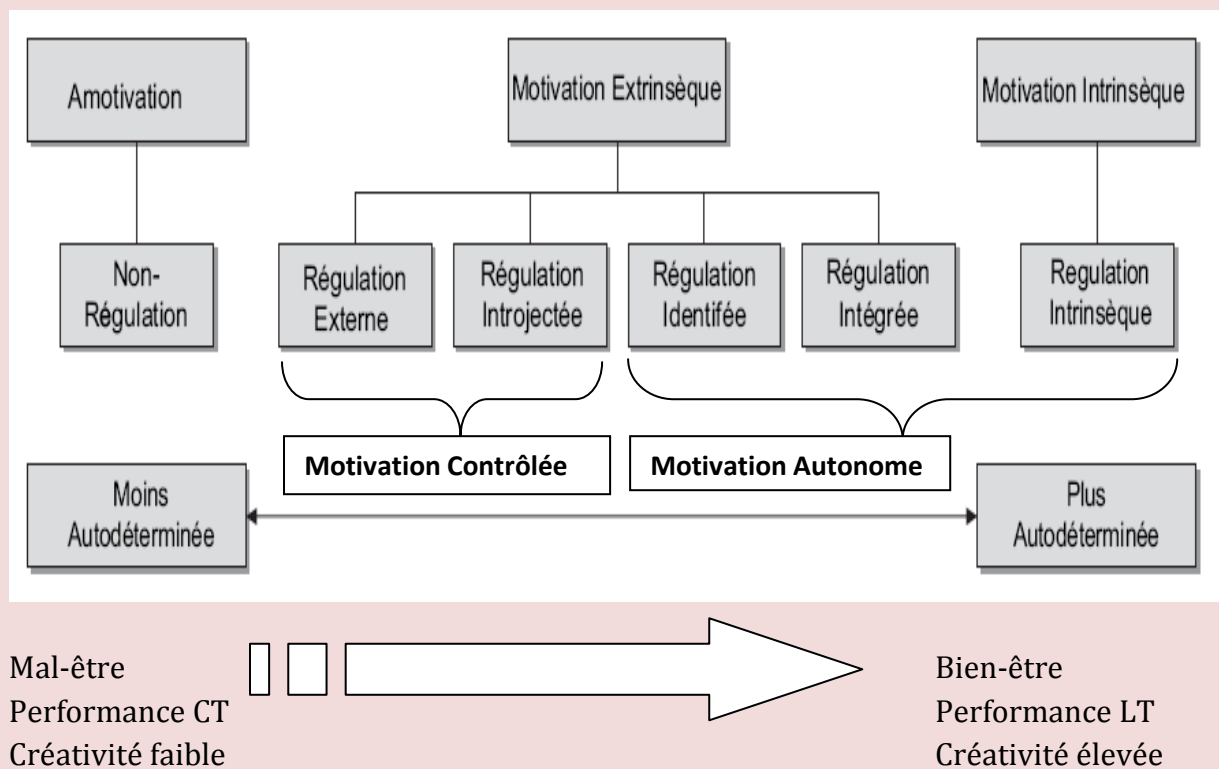 Amotivation
Motivation Extrinsèque
Motivation Intrinsèque
Non-
Régulation
Régulation
Externe
Régulation
Introjectée
Régulation
Identifée
Régulation
Intégrée
Regulation
Intrinsèque
Motivation Contrôlée
Motivation Autonome
Moins
Autodéterminée
Plus
Autodéterminée
Mal-être
Performance CT
Créativité faible
Bien-être
Performance LT
Créativité élevée